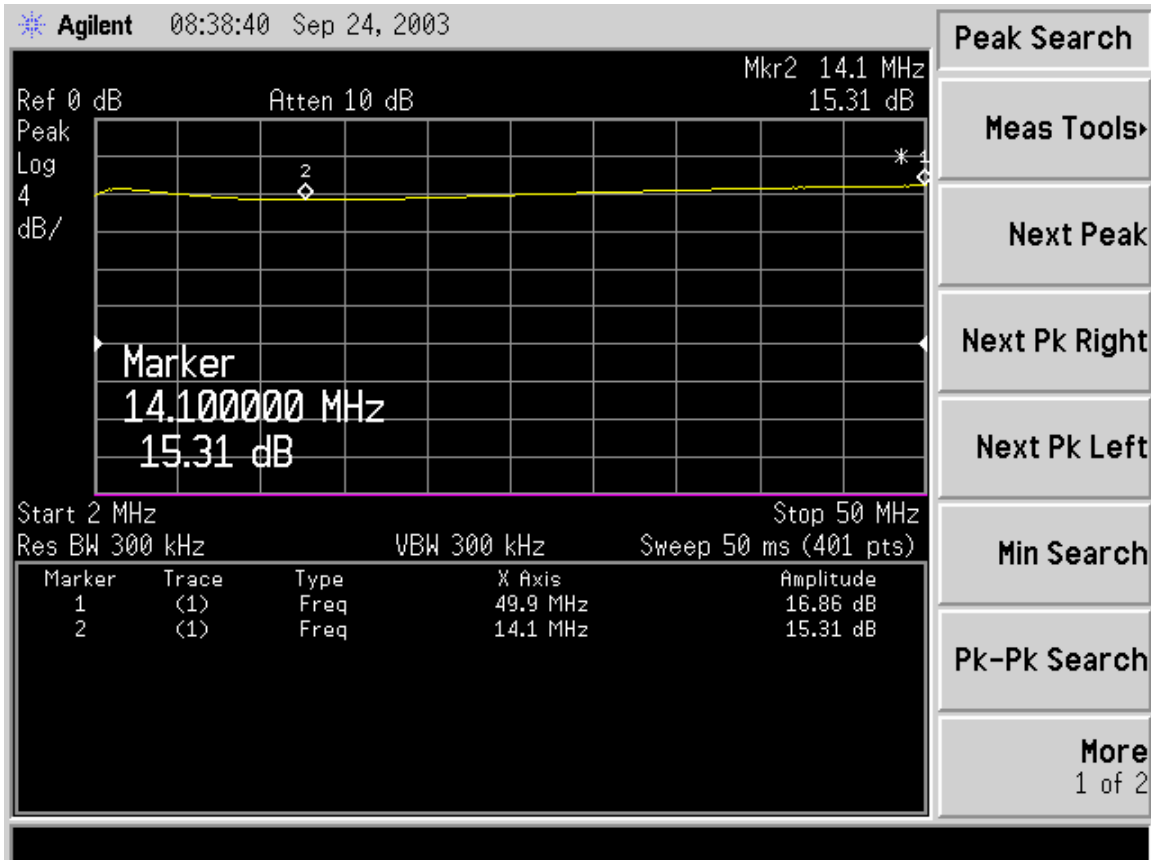 Agilent 08:38:40 Sep 24, 2003
Mkr2 14.1 MHz
Ref 0 dB Atten 10 dB 15.31 dB
Peak
Log
4
dB/
2
* 1
Marker
14.100000 MHz
15.31 dB
Start 2 MHz Stop 50 MHz
Res BW 300 kHz VBW 300 kHz Sweep 50 ms (401 pts)
Marker Trace Type X Axis Amplitude
1 (1) Freq 49.9 MHz 16.86 dB
2 (1) Freq 14.1 MHz 15.31 dB
Peak Search
Meas Tools
Next Peak
Next Pk Right
Next Pk Left
Min Search
Pk-Pk Search
More
1 of 2